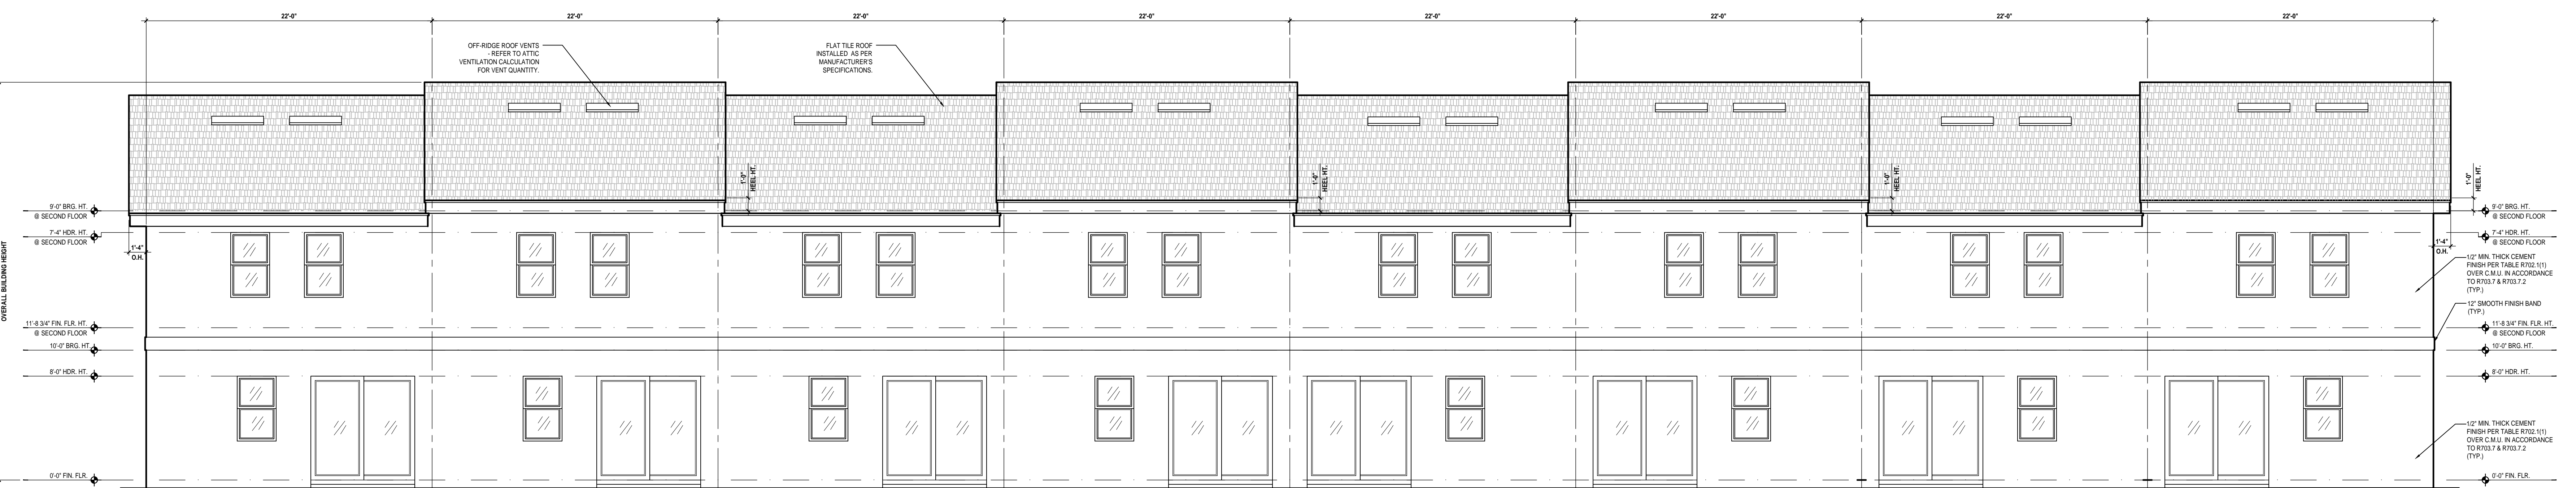 22'-0" 22'-0" 22'-0" 22'-0" 22'-0" 22'-0" 22'-0" 22'-0"
OFF-RIDGE ROOF VENTS
- REFER TO ATTIC
VENTILATION CALCULATION
FOR VENT QUANTITY.
FLAT TILE ROOF
INSTALLED AS PER
MANUFACTURER'S
SPECIFICATIONS.
1'-0"
HEEL HT.
1'-0"
HEEL HT.
1'-0"
HEEL HT.
1'-0"
HEEL HT.
OVERALL BUILDING HEIGHT
9'-0" BRG. HT.
@ SECOND FLOOR
7'-4" HDR. HT.
@ SECOND FLOOR
1'-4"
O.H.
11'-8 3/4" FIN. FLR. HT.
@ SECOND FLOOR
10'-0" BRG. HT.
8'-0" HDR. HT.
0'-0" FIN. FLR.
9'-0" BRG. HT.
@ SECOND FLOOR
7'-4" HDR. HT.
@ SECOND FLOOR
1'-4"
O.H.
1/2" MIN. THICK CEMENT
FINISH PER TABLE R702.1(1)
OVER C.M.U. IN ACCORDANCE
TO R703.7 & R703.7.2
(TYP.)
12" SMOOTH FINISH BAND
(TYP.)
11'-8 3/4" FIN. FLR. HT.
@ SECOND FLOOR
10'-0" BRG. HT.
8'-0" HDR. HT.
1/2" MIN. THICK CEMENT
FINISH PER TABLE R702.1(1)
OVER C.M.U. IN ACCORDANCE
TO R703.7 & R703.7.2
(TYP.)
0'-0" FIN. FLR.